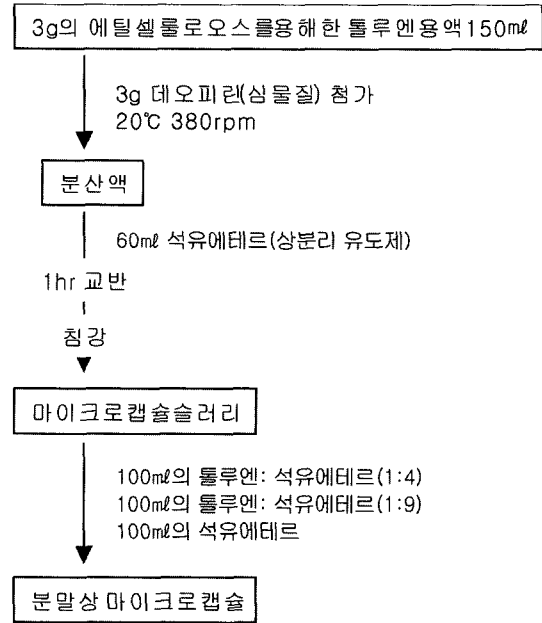 3g의 에틸셀룰로오스를용해한 톨루엔용액150㎖
3g 데오피린(심물질) 첨가
20℃ 380rpm
분산액
60㎖ 석유에테르(상분리 유도제)
1hr 교반
침강
마이크로캡슐슬러리
100㎖의 톨루엔: 석유에테르(1:4)
100㎖의 톨루엔: 석유에테르(1:9)
100㎖의 석유에테르
분말상 마이크로캡슐